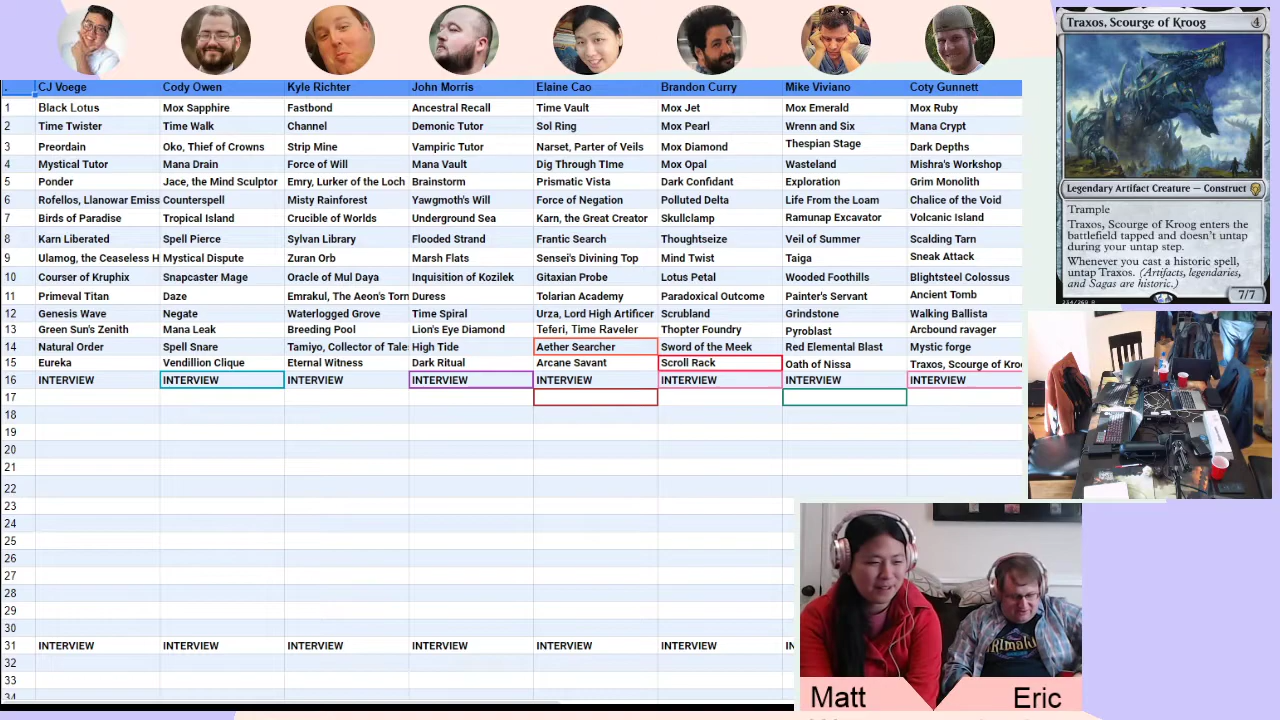 . CJ Voege Cody Owen Kyle Richter John Morris Elaine Cao Brandon Curry Mike Viviano Coty Gunnett
1 Black Lotus Mox Sapphire Fastbond Ancestral Recall Time Vault Mox Jet Mox Emerald Mox Ruby
2 Time Twister Time Walk Channel Demonic Tutor Sol Ring Mox Pearl Wrenn and Six Mana Crypt
3 Preordain Oko, Thief of Crowns Strip Mine Vampiric Tutor Narset, Parter of Veils Mox Diamond Thespian Stage Dark Depths
4 Mystical Tutor Mana Drain Force of Will Mana Vault Dig Through TIme Mox Opal Wasteland Mishra's Workshop
5 Ponder Jace, the Mind Sculptor Emry, Lurker of the Loch Brainstorm Prismatic Vista Dark Confidant Exploration Grim Monolith
6 Rofellos, Llanowar Emiss Counterspell Misty Rainforest Yawgmoth's Will Force of Negation Polluted Delta Life From the Loam Chalice of the Void
7 Birds of Paradise Tropical Island Crucible of Worlds Underground Sea Karn, the Great Creator Skullclamp Ramunap Excavator Volcanic Island
8 Karn Liberated Spell Pierce Sylvan Library Flooded Strand Frantic Search Thoughtseize Veil of Summer Scalding Tarn
9 Ulamog, the Ceaseless H Mystical Dispute Zuran Orb Marsh Flats Sensei's Divining Top Mind Twist Taiga Sneak Attack
10 Courser of Kruphix Snapcaster Mage Oracle of Mul Daya Inquisition of Kozilek Gitaxian Probe Lotus Petal Wooded Foothills Blightsteel Colossus
11 Primeval Titan Daze Emrakul, The Aeon's Torn Duress Tolarian Academy Paradoxical Outcome Painter's Servant Ancient Tomb
12 Genesis Wave Negate Waterlogged Grove Time Spiral Urza, Lord High Artificer Scrubland Grindstone Walking Ballista
13 Green Sun's Zenith Mana Leak Breeding Pool Lion's Eye Diamond Teferi, Time Raveler Thopter Foundry Pyroblast Arcbound ravager
14 Natural Order Spell Snare Tamiyo, Collector of Tale High Tide Aether Searcher Sword of the Meek Red Elemental Blast Mystic forge
15 Eureka Vendillion Clique Eternal Witness Dark Ritual Arcane Savant Scroll Rack Oath of Nissa Traxos, Scourge of Kroo
16 INTERVIEW INTERVIEW INTERVIEW INTERVIEW INTERVIEW INTERVIEW INTERVIEW INTERVIEW
17
18
19
20
21
22
23
24
25
26
27
28
29
30
31 INTERVIEW INTERVIEW INTERVIEW INTERVIEW INTERVIEW INTERVIEW IN
32
33
34
Traxos, Scourge of Kroog 4
Legendary Artifact Creature — Construct
Trample
Traxos, Scourge of Kroog enters the
battlefield tapped and doesn't untap
during your untap step.
Whenever you cast a historic spell,
untap Traxos. (Artifacts, legendaries,
and Sagas are historic.)
7/7
Matt Eric